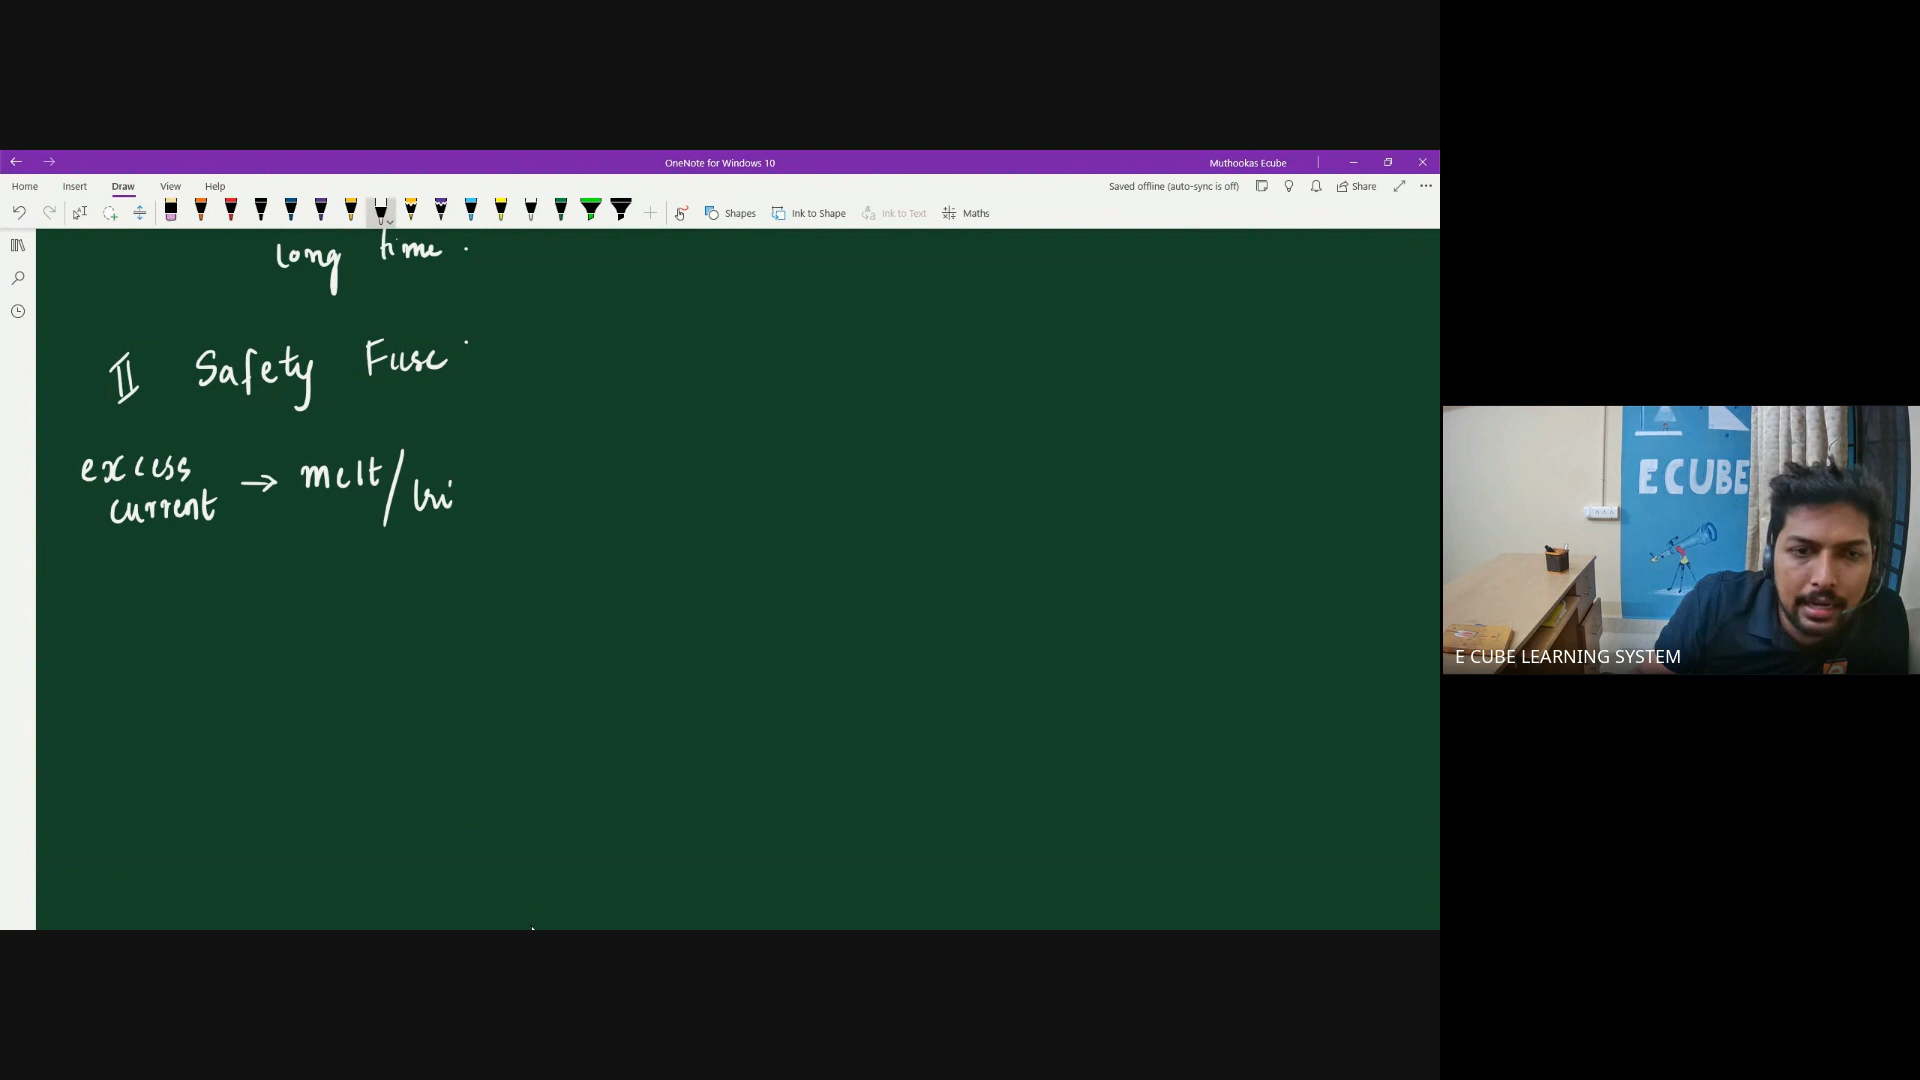 OneNote for Windows 10
Muthookas Ecube
Home Insert Draw View Help
Saved offline (auto-sync is off) Share
Shapes Ink to Shape Ink to Text Maths
long time.
II Safety Fuse.
excess current → melt/
E CUBE
E CUBE LEARNING SYSTEM